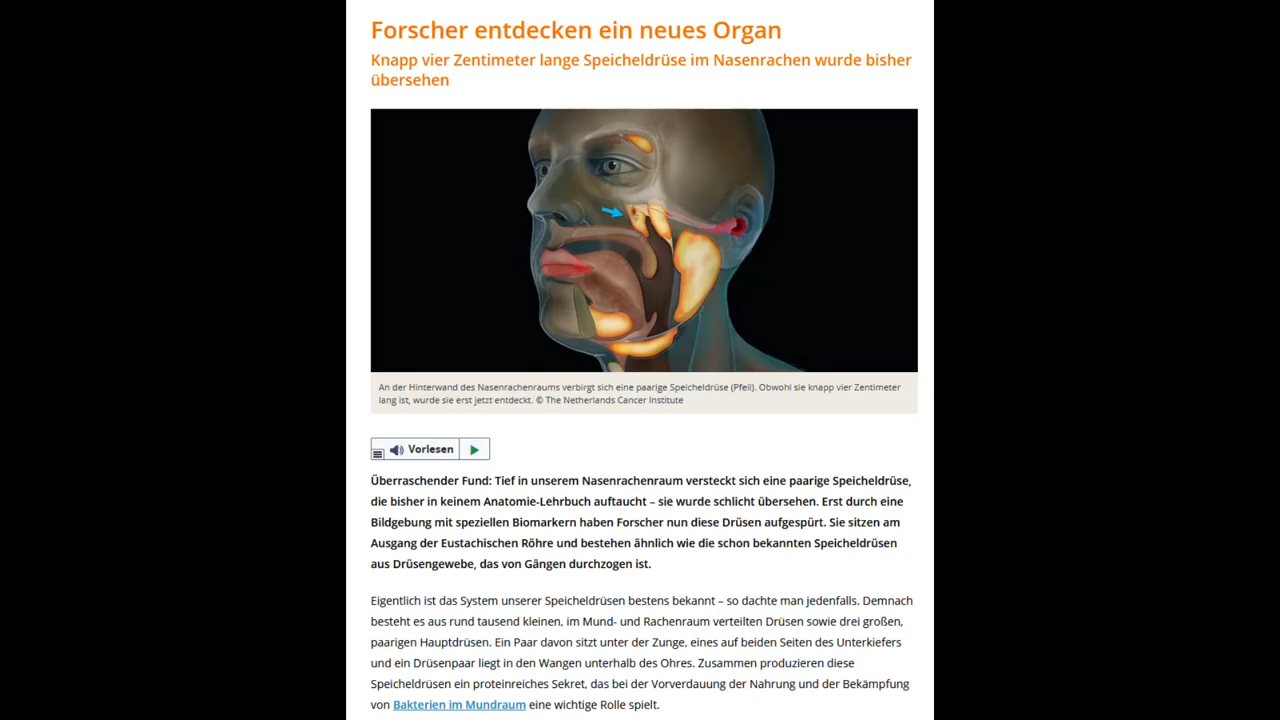 Forscher entdecken ein neues Organ
Knapp vier Zentimeter lange Speicheldrüse im Nasenrachen wurde bisher
übersehen
An der Hinterwand des Nasenrachenraums verbirgt sich eine paarige Speicheldrüse (Pfeil). Obwohl sie knapp vier Zentimeter
lang ist, wurde sie erst jetzt entdeckt. © The Netherlands Cancer Institute
Vorlesen
Überraschender Fund: Tief in unserem Nasenrachenraum versteckt sich eine paarige Speicheldrüse,
die bisher in keinem Anatomie-Lehrbuch auftaucht – sie wurde schlicht übersehen. Erst durch eine
Bildgebung mit speziellen Biomarkern haben Forscher nun diese Drüsen aufgespürt. Sie sitzen am
Ausgang der Eustachischen Röhre und bestehen ähnlich wie die schon bekannten Speicheldrüsen
aus Drüsengewebe, das von Gängen durchzogen ist.
Eigentlich ist das System unserer Speicheldrüsen bestens bekannt – so dachte man jedenfalls. Demnach
besteht es aus rund tausend kleinen, im Mund- und Rachenraum verteilten Drüsen sowie drei großen,
paarigen Hauptdrüsen. Ein Paar davon sitzt unter der Zunge, eines auf beiden Seiten des Unterkiefers
und ein Drüsenpaar liegt in den Wangen unterhalb des Ohres. Zusammen produzieren diese
Speicheldrüsen ein proteinreiches Sekret, das bei der Vorverdauung der Nahrung und der Bekämpfung
von Bakterien im Mundraum eine wichtige Rolle spielt.